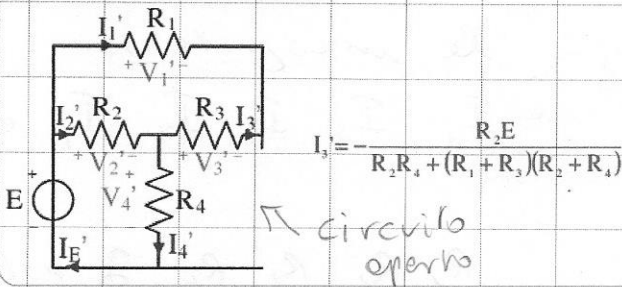 I₁' R₁
+ V₁' -
I₂' R₂ R₃ I₃'
+ V₂' - + V₃' -
I₃' = - R₂E / R₂R₄ + (R₁ + R₃)(R₂ + R₄)
+ +
E V₄' R₄
- -
I_E' I₄'
circuito
aperto